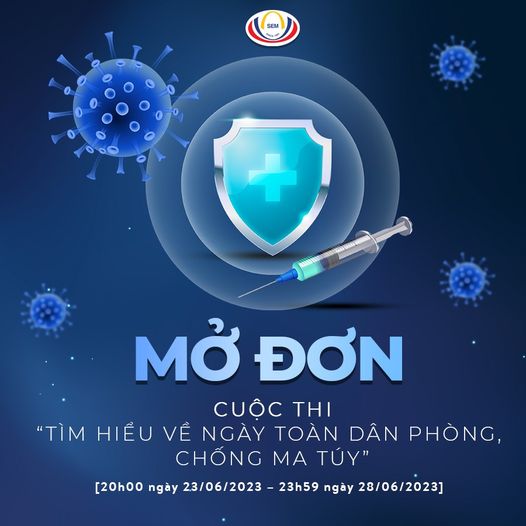 SEM
MỞ ĐƠN
CUỘC THI
“TÌM HIỂU VỀ NGÀY TOÀN DÂN PHÒNG,
CHỐNG MA TÚY”
[20h00 ngày 23/06/2023 – 23h59 ngày 28/06/2023]